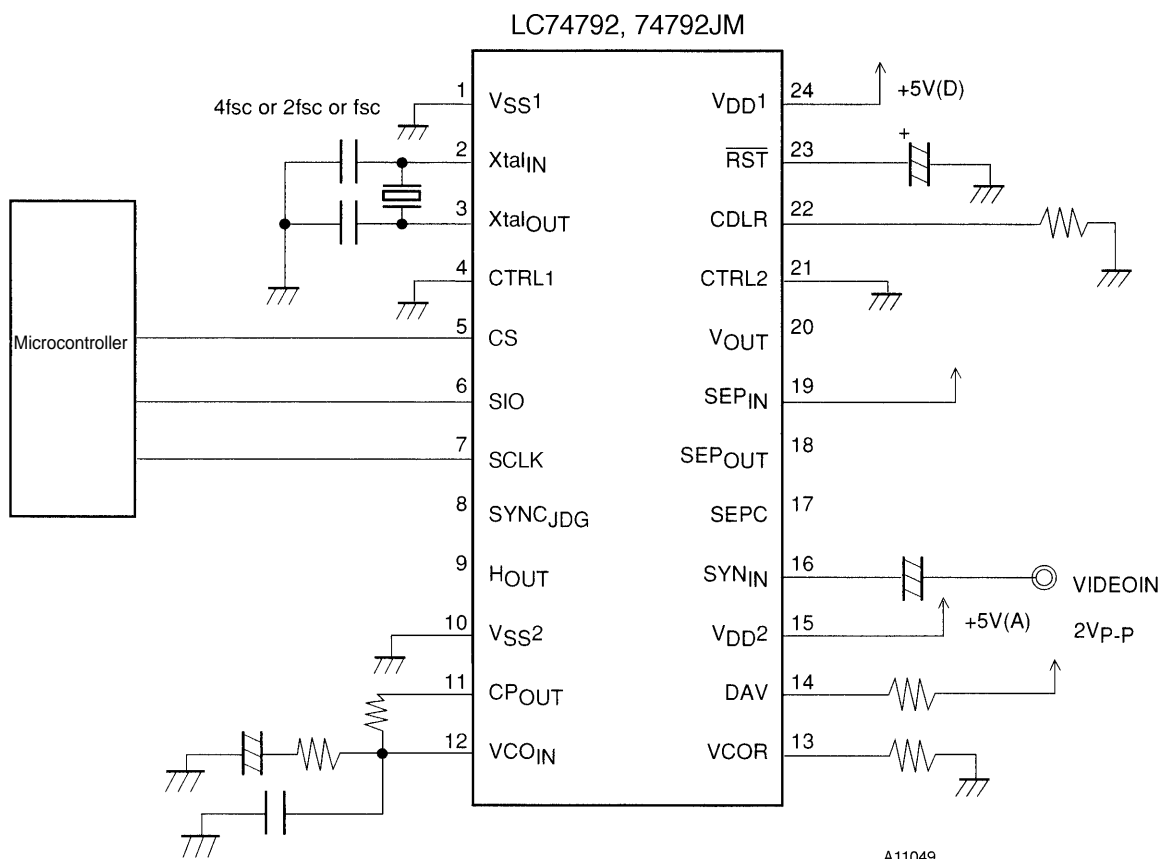 LC74792, 74792JM
4fsc or 2fsc or fsc
1 VSS1
2 XtalIN
3 XtalOUT
4 CTRL1
5 CS
6 SIO
7 SCLK
8 SYNCJDG
9 HOUT
10 VSS2
11 CPOUT
12 VCOIN
Microcontroller
VDD1 24 +5V(D)
RST 23 +
CDLR 22
CTRL2 21
VOUT 20
SEPIN 19
SEPOUT 18
SEPC 17
SYNIN 16 VIDEOIN
VDD2 15 +5V(A) 2VP-P
DAV 14
VCOR 13
A11049